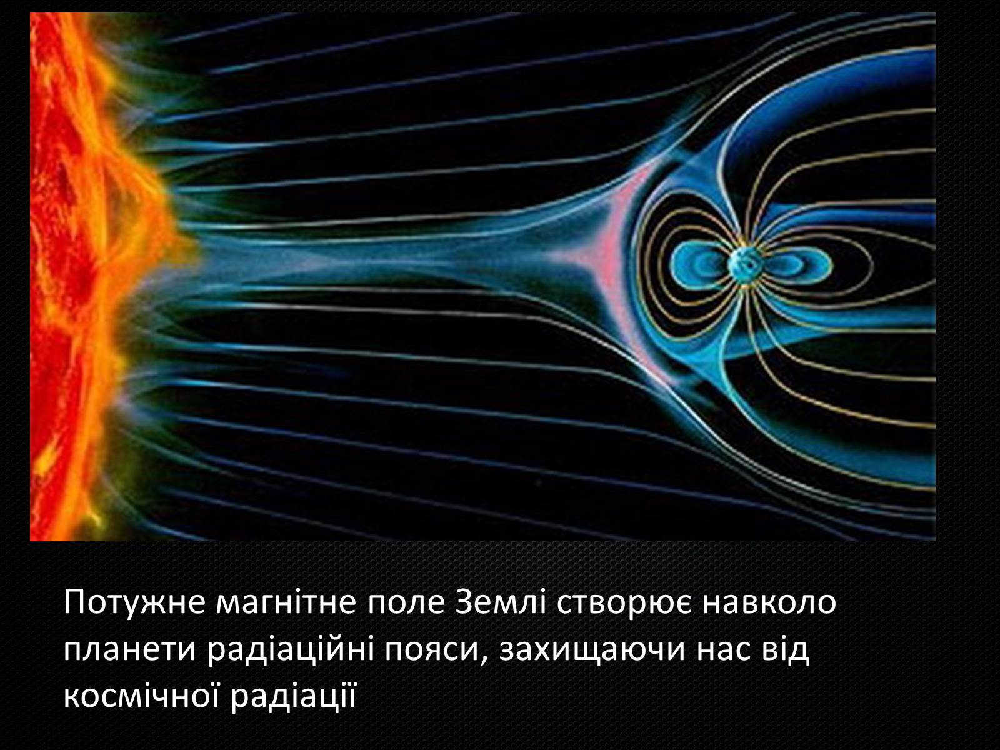 Потужне магнітне поле Землі створює навколо
планети радіаційні пояси, захищаючи нас від
космічної радіації